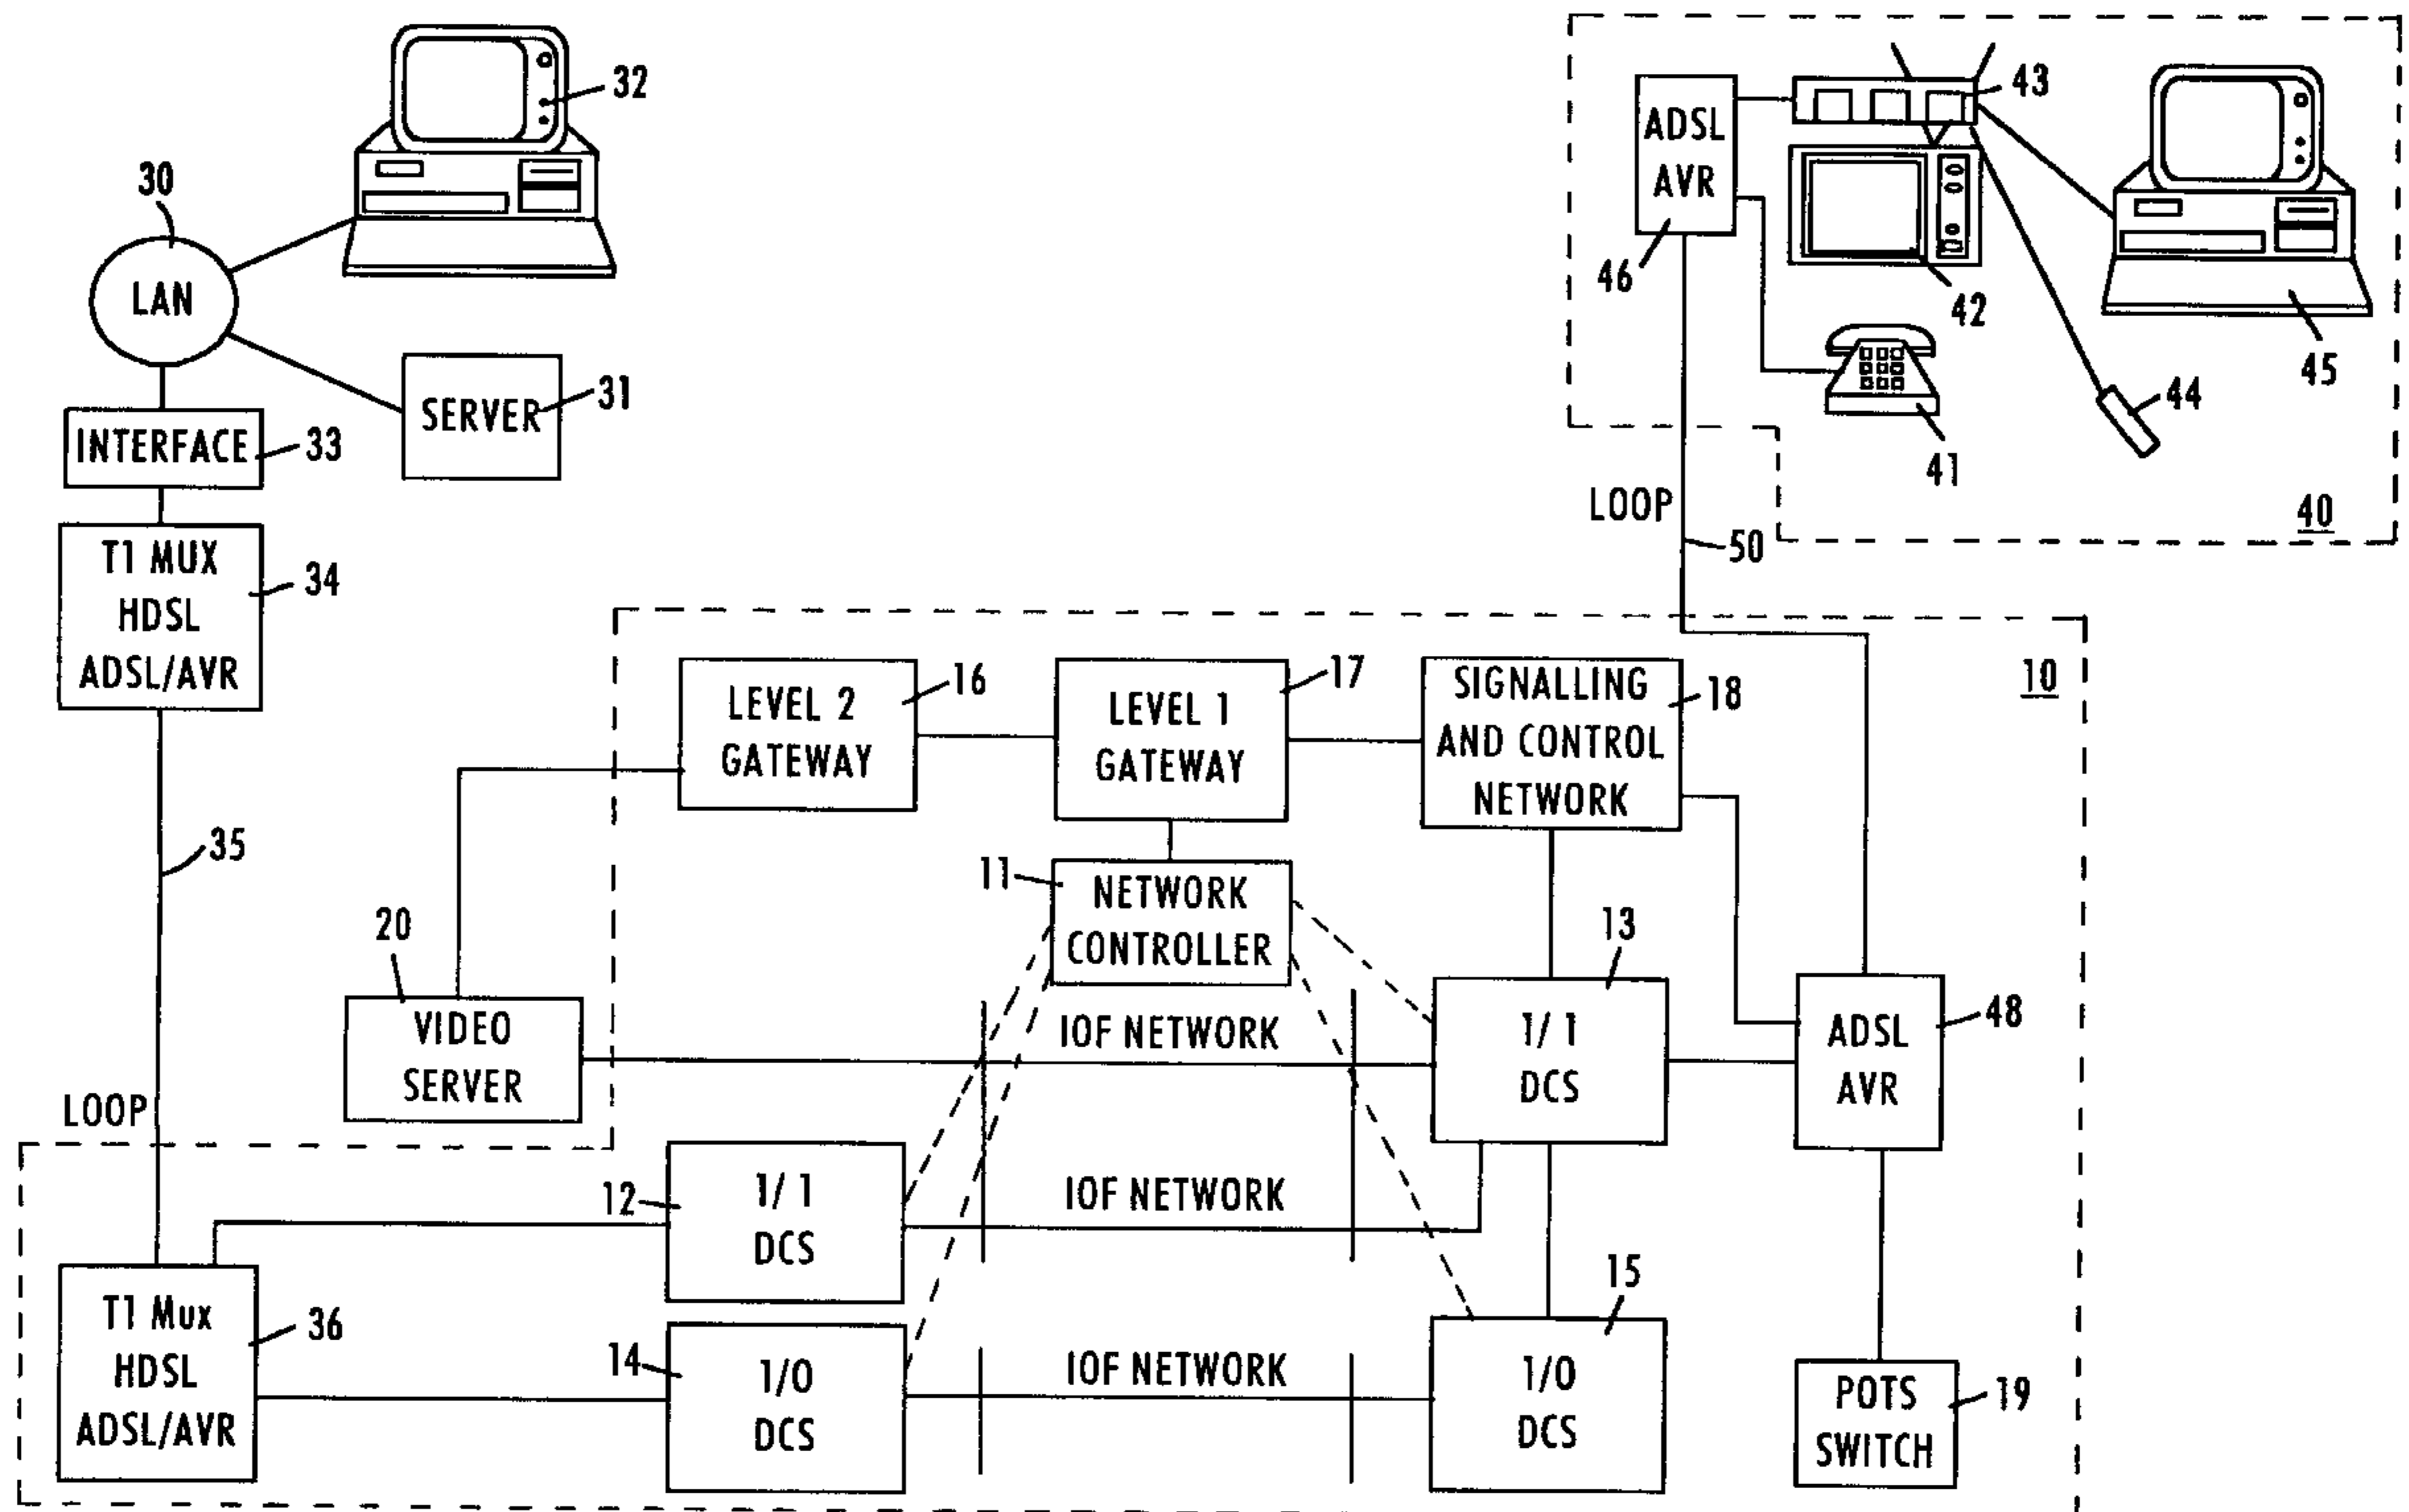 32
30
LAN
SERVER
31
INTERFACE
33
T1 MUX
HDSL
ADSL/AVR
34
35
LOOP
ADSL
AVR
46
43
42
41
44
45
40
LOOP
50
10
LEVEL 2
GATEWAY
16
LEVEL 1
GATEWAY
17
SIGNALLING
AND CONTROL
NETWORK
18
11
NETWORK
CONTROLLER
20
VIDEO
SERVER
IOF NETWORK
13
1/1
DCS
ADSL
AVR
48
12
1/1
DCS
IOF NETWORK
T1 Mux
HDSL
ADSL/AVR
36
14
1/0
DCS
IOF NETWORK
15
1/0
DCS
POTS
SWITCH
19